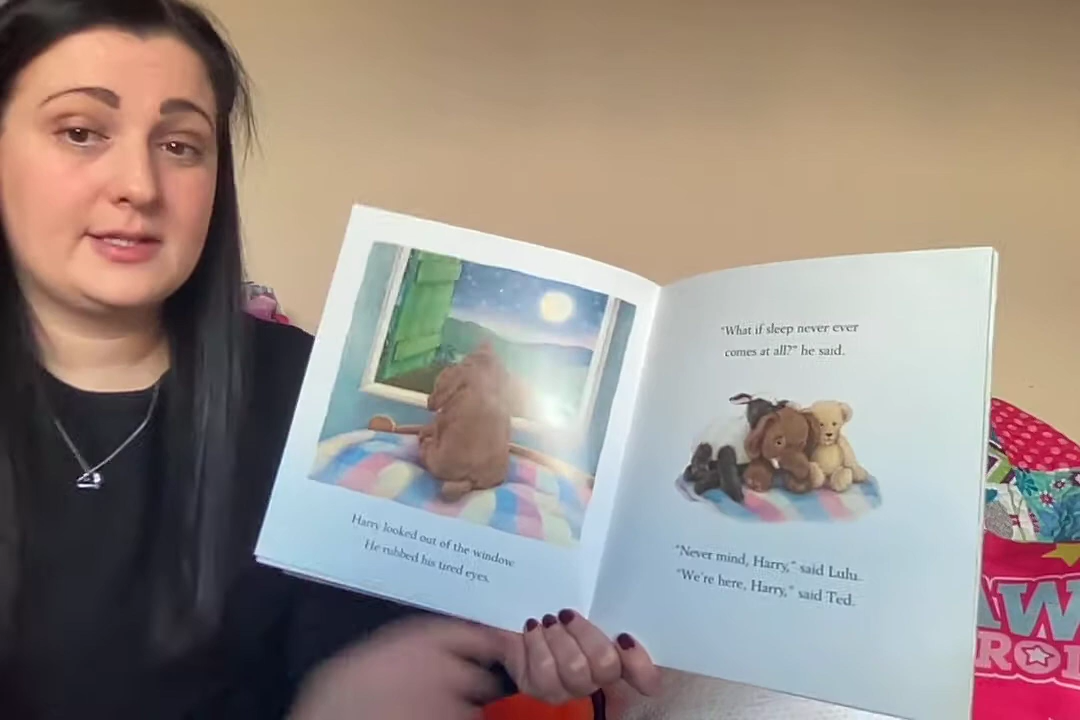 Harry looked out of the window.
He rubbed his tired eyes.
"What if sleep never ever
comes at all?" he said.
"Never mind, Harry," said Lulu.
"We're here, Harry," said Ted.
AW
ROL